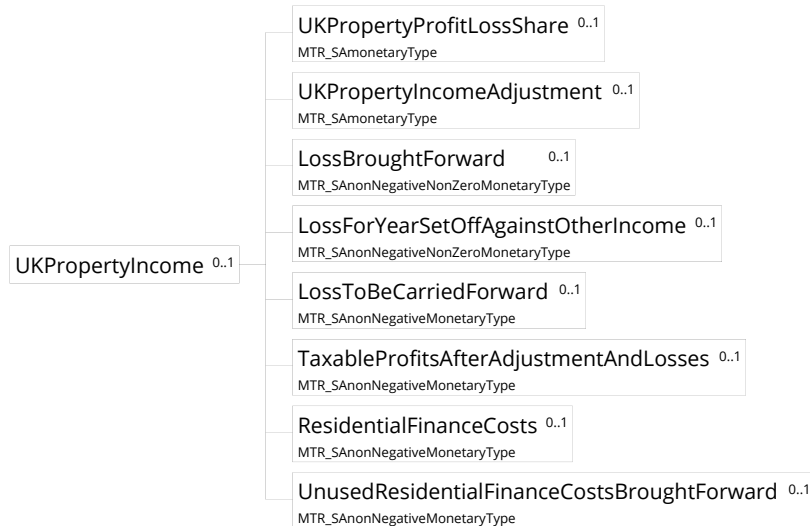 UKPropertyProfitLossShare 0..1
MTR_SAmonetaryType
UKPropertyIncomeAdjustment 0..1
MTR_SAmonetaryType
LossBroughtForward 0..1
MTR_SAnonNegativeNonZeroMonetaryType
LossForYearSetOffAgainstOtherIncome 0..1
MTR_SAnonNegativeNonZeroMonetaryType
UKPropertyIncome 0..1
LossToBeCarriedForward 0..1
MTR_SAnonNegativeMonetaryType
TaxableProfitsAfterAdjustmentAndLosses 0..1
MTR_SAnonNegativeMonetaryType
ResidentialFinanceCosts 0..1
MTR_SAnonNegativeMonetaryType
UnusedResidentialFinanceCostsBroughtForward 0..1
MTR_SAnonNegativeMonetaryType